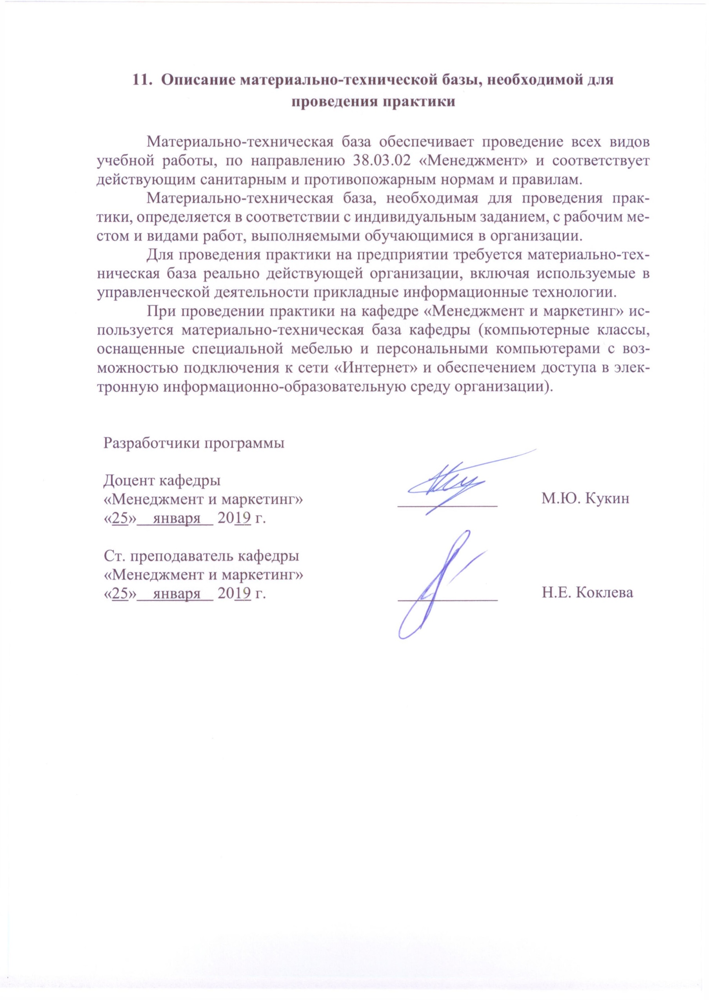 11. Описание материально-технической базы, необходимой для
проведения практики
Материально-техническая база обеспечивает проведение всех видов
учебной работы, по направлению 38.03.02 «Менеджмент» и соответствует
действующим санитарным и противопожарным нормам и правилам.
Материально-техническая база, необходимая для проведения прак-
тики, определяется в соответствии с индивидуальным заданием, с рабочим ме-
стом и видами работ, выполняемыми обучающимися в организации.
Для проведения практики на предприятии требуется материально-тех-
ническая база реально действующей организации, включая используемые в
управленческой деятельности прикладные информационные технологии.
При проведении практики на кафедре «Менеджмент и маркетинг» ис-
пользуется материально-техническая база кафедры (компьютерные классы,
оснащенные специальной мебелью и персональными компьютерами с воз-
можностью подключения к сети «Интернет» и обеспечением доступа в элек-
тронную информационно-образовательную среду организации).
Разработчики программы
Доцент кафедры
«Менеджмент и маркетинг» М.Ю. Кукин
«25» января 2019 г.
Ст. преподаватель кафедры
«Менеджмент и маркетинг»
«25» января 2019 г. Н.Е. Коклева